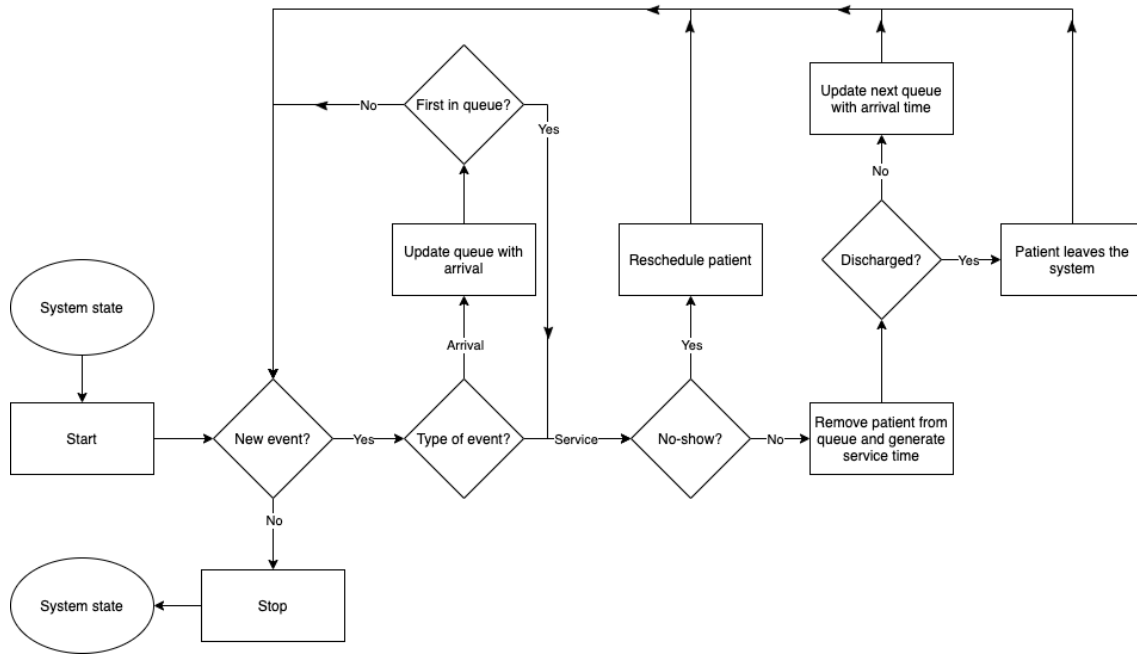 First in queue?
No
Yes
Update next queue
with arrival time
No
Update queue with
arrival
Reschedule patient
Discharged?
Yes
Patient leaves the
system
System state
Arrival
Yes
Start
New event?
Yes
Type of event?
Service
No-show?
No
Remove patient from
queue and generate
service time
No
System state
Stop